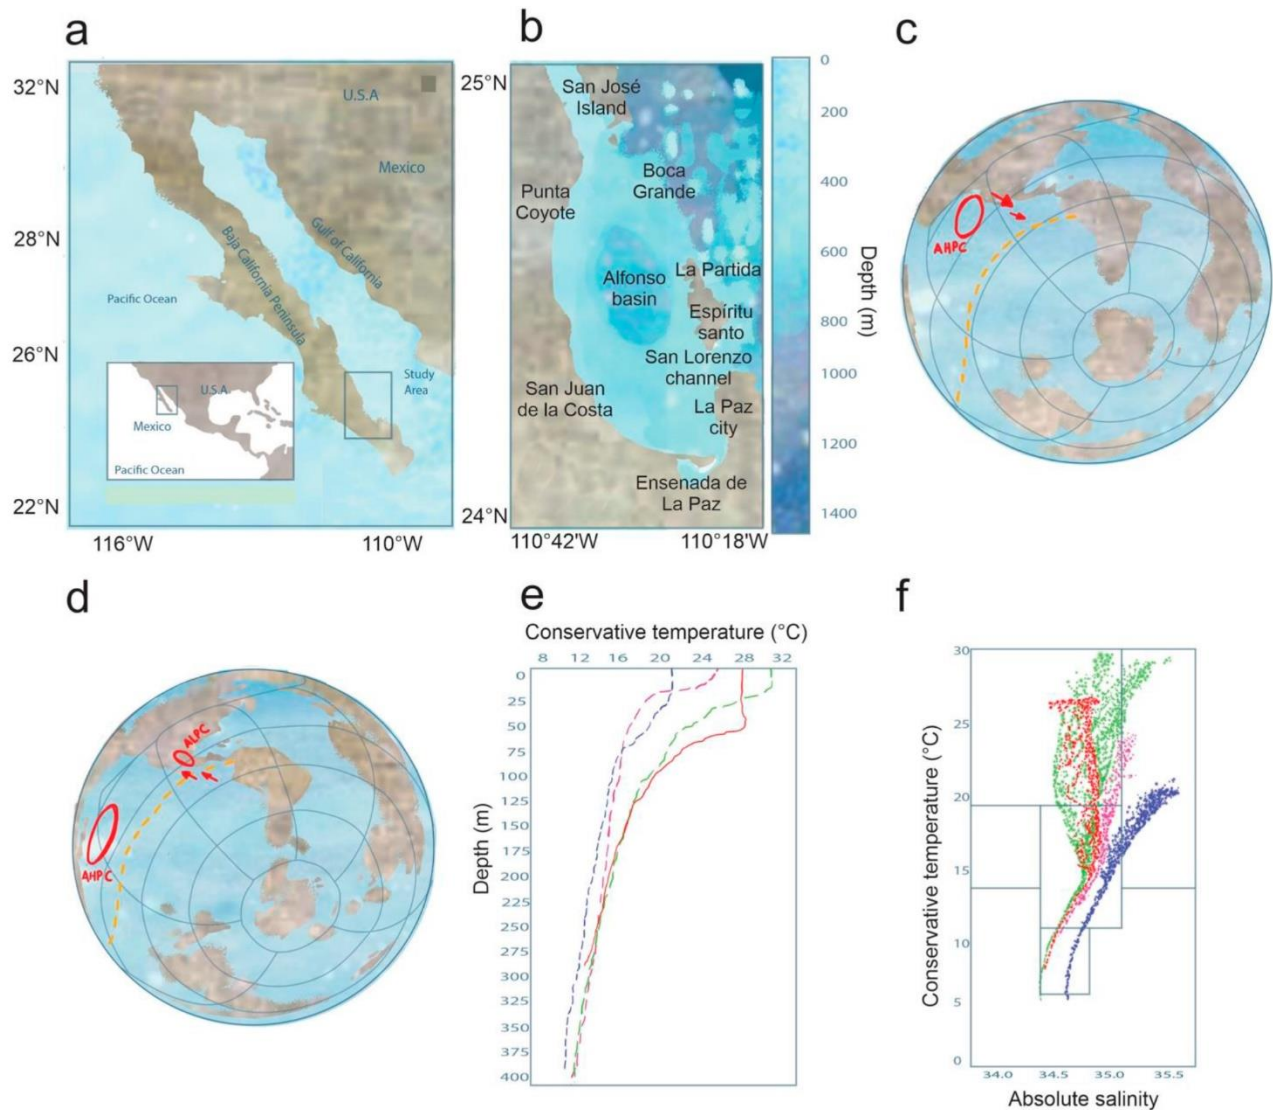 a
32°N
28°N
26°N
22°N
116°W
110°W
U.S.A
Mexico
Gulf of California
Baja California Peninsula
Pacific Ocean
Study
Area
U.S.A.
Mexico
Pacific Ocean
b
25°N
24°N
110°42'W
110°18'W
San José
Island
Boca
Grande
Punta
Coyote
Alfonso
basin
La Partida
Espíritu
santo
San Lorenzo
channel
San Juan
de la Costa
La Paz
city
Ensenada de
La Paz
0
200
400
600
800
1000
1200
1400
Depth (m)
c
AHPC
d
ALPC
AHPC
e
Conservative temperature (°C)
8 12 16 20 24 28 32
0
25
50
75
100
125
150
175
200
225
250
275
300
325
350
375
400
Depth (m)
f
30
25
20
15
10
5
0
Conservative temperature (°C)
34.0 34.5 35.0 35.5
Absolute salinity